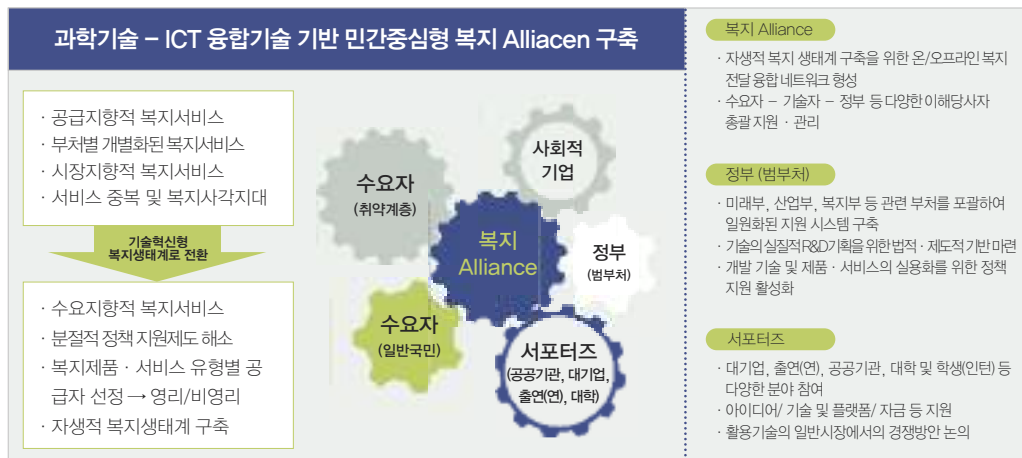 과학기술 – ICT 융합기술 기반 민간중심형 복지 Alliacen 구축
· 공급지향적 복지서비스
· 부처별 개별화된 복지서비스
· 시장지향적 복지서비스
· 서비스 중복 및 복지사각지대
기술혁신형
복지생태계로 전환
· 수요지향적 복지서비스
· 분절적 정책 지원제도 해소
· 복지제품 · 서비스 유형별 공
급자 선정 → 영리/비영리
· 자생적 복지생태계 구축
수요자
(취약계층)
사회적
기업
복지
Alliance
정부
(범부처)
수요자
(일반국민)
서포터즈
(공공기관, 대기업,
출연(연), 대학)
복지 Alliance
· 자생적 복지 생태계 구축을 위한 온/오프라인 복지
전달 융합 네트워크 형성
· 수요자 – 기술자 – 정부 등 다양한 이해당사자
총괄 지원 · 관리
정부 (범부처)
· 미래부, 산업부, 복지부 등 관련 부처를 포괄하여
일원화된 지원 시스템 구축
· 기술의 실질적 R&D기획을 위한 법적 · 제도적 기반 마련
· 개발 기술 및 제품 · 서비스의 실용화를 위한 정책
지원 활성화
서포터즈
· 대기업, 출연(연), 공공기관, 대학 및 학생(인턴) 등
다양한 분야 참여
· 아이디어/ 기술 및 플랫폼/ 자금 등 지원
· 활용기술의 일반시장에서의 경쟁방안 논의